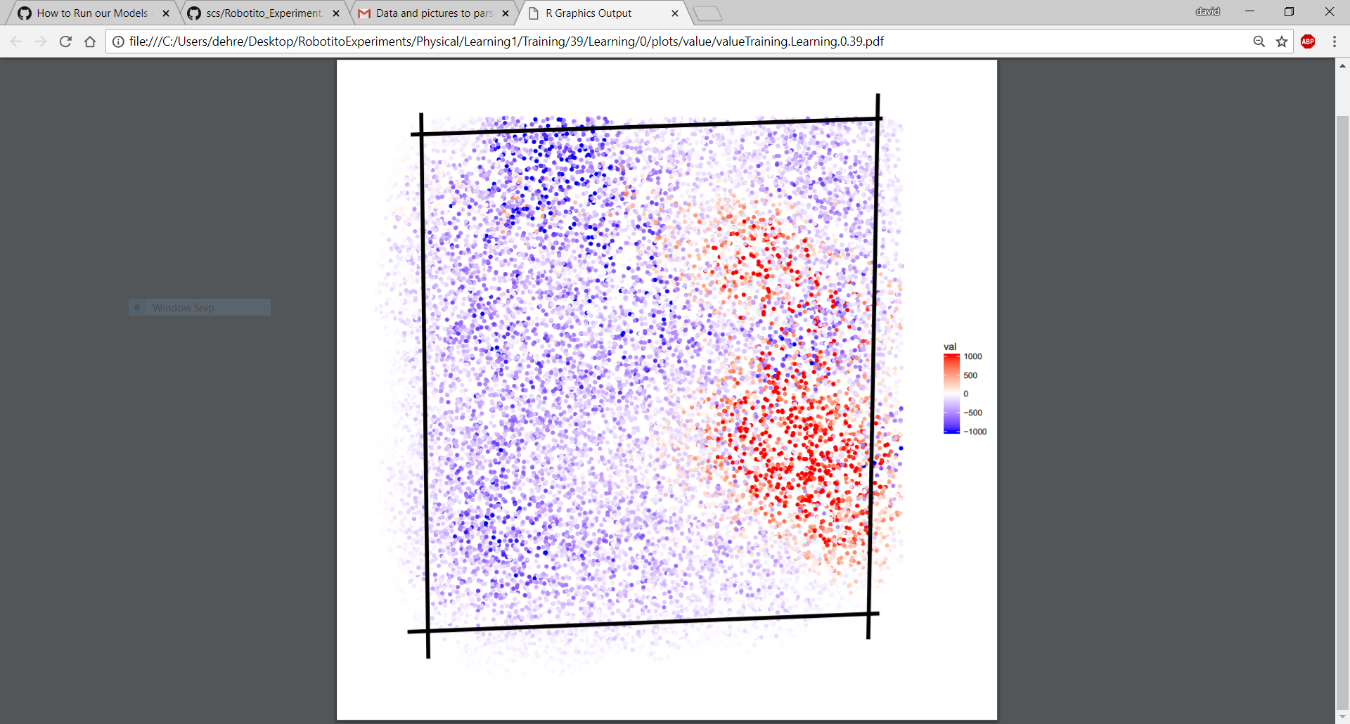 How to Run our Models
scs/Robotito_Experiment
Data and pictures to pars
R Graphics Output
david
file:///C:/Users/dehre/Desktop/RobotitoExperiments/Physical/Learning1/Training/39/Learning/0/plots/value/valueTraining.Learning.0.39.pdf
ABP
Window Snip
val
1000
500
0
−500
−1000